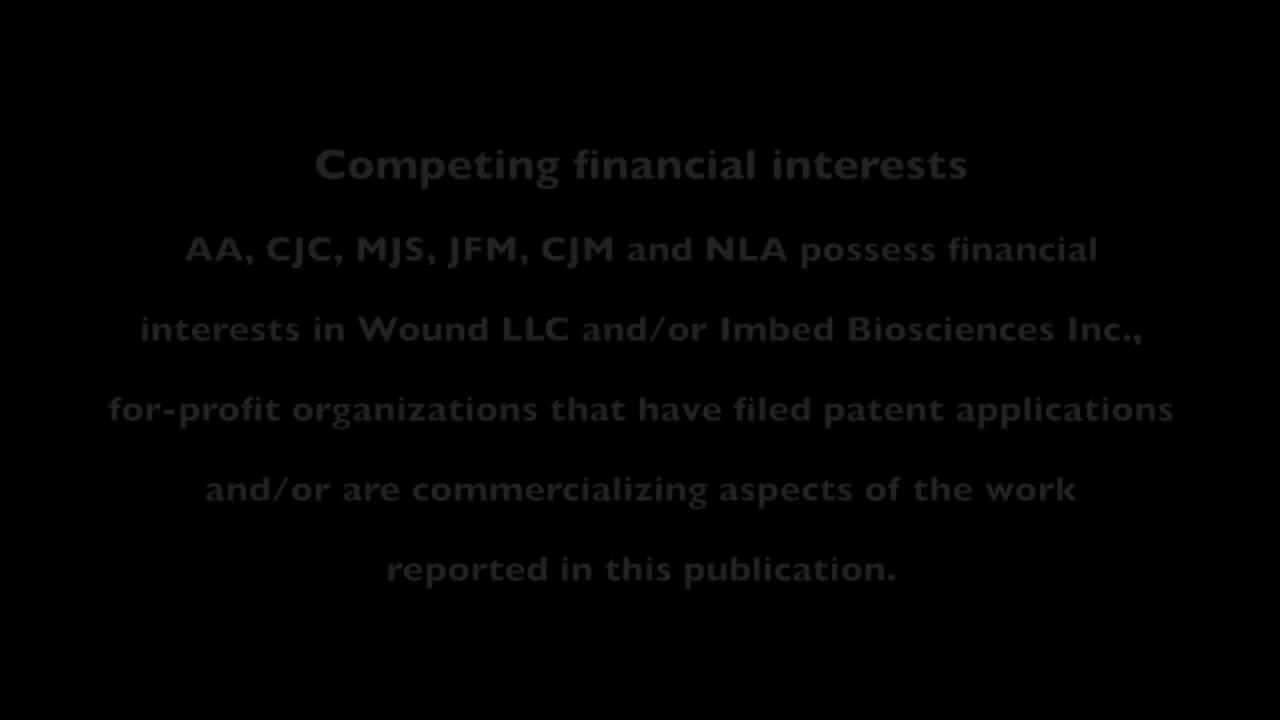 Competing financial interests
AA, CJC, MJS, JFM, CJM and NLA possess financial
interests in Wound LLC and/or Imbed Biosciences Inc.,
for-profit organizations that have filed patent applications
and/or are commercializing aspects of the work
reported in this publication.